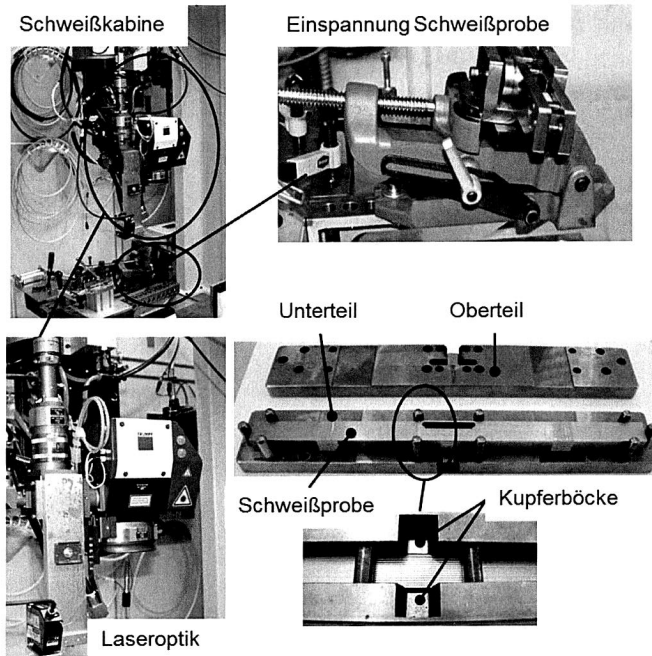 Schweißkabine
Einspannung Schweißprobe
Unterteil
Oberteil
Schweißprobe
Kupferböcke
Laseroptik